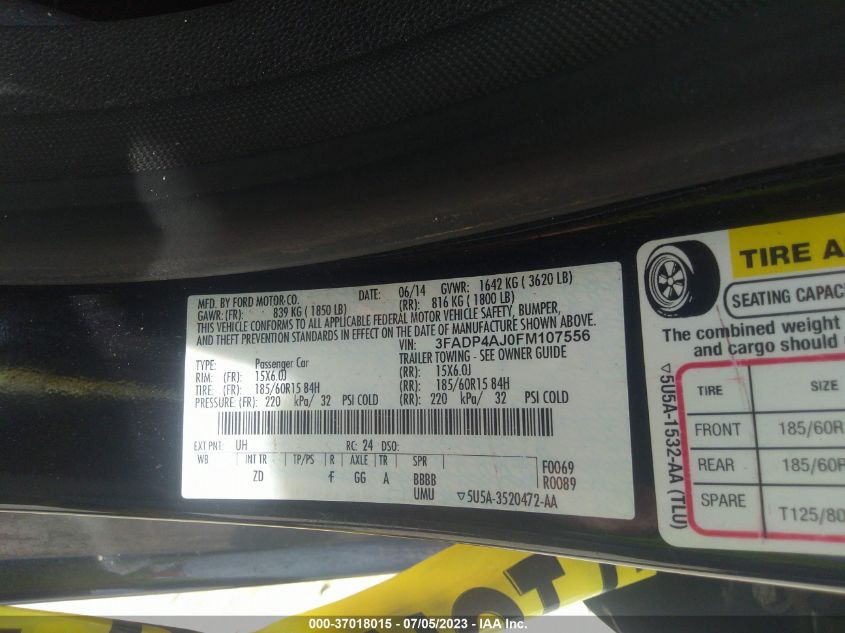 MFD. BY FORD MOTOR CO. DATE: 06/14 GVWR: 1642 KG ( 3620 LB)
GAWR: (FR): 839 KG ( 1850 LB) (RR): 816 KG ( 1800 LB)
THIS VEHICLE CONFORMS TO ALL APPLICABLE FEDERAL MOTOR VEHICLE SAFETY, BUMPER,
AND THEFT PREVENTION STANDARDS IN EFFECT ON THE DATE OF MANUFACTURE SHOWN ABOVE.
VIN: 3FADP4AJ0FM107556
TYPE: Passenger Car TRAILER TOWING - SEE OWNER GUIDE
RIM: (FR): 15X6.0J (RR): 15X6.0J
TIRE: (FR): 185/60R15 84H (RR): 185/60R15 84H
PRESSURE: (FR): 220 kPa/ 32 PSI COLD (RR): 220 kPa/ 32 PSI COLD
EXT PNT: UH RC: 24 DSO: F0069
WB INT TR TP/PS R AXLE TR SPR R0089
ZD f GG A BBBB
UMU ▽5U5A-3520472-AA
TIRE A
SEATING CAPAC
The combined weight
and cargo should
TIRE SIZE
FRONT 185/60R
REAR 185/60R
SPARE T125/80
▽5U5A-1532-AA (TLU)
NOT
000-37018015 - 07/05/2023 - IAA Inc.